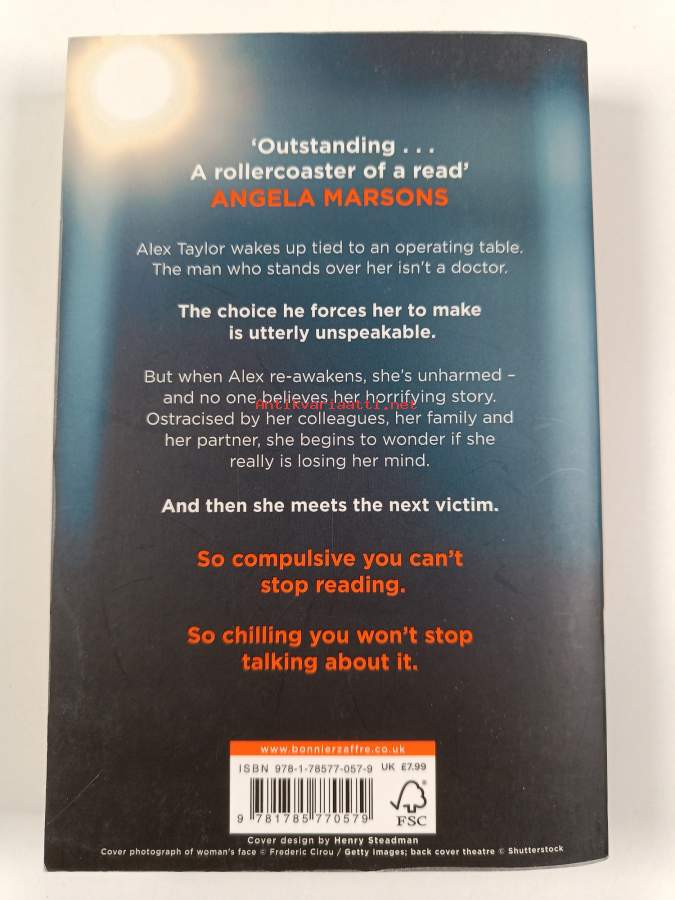 ‘Outstanding . . .
A rollercoaster of a read’
ANGELA MARSONS
Alex Taylor wakes up tied to an operating table.
The man who stands over her isn’t a doctor.
The choice he forces her to make
is utterly unspeakable.
But when Alex re-awakens, she’s unharmed –
and no one believes her horrifying story.
Antikvariaatti.net
Ostracised by her colleagues, her family and
her partner, she begins to wonder if she
really is losing her mind.
And then she meets the next victim.
So compulsive you can’t
stop reading.
So chilling you won’t stop
talking about it.
www.bonnierzaffre.co.uk
ISBN 978-1-78577-057-9 UK £7.99
9 781785 770579
FSC
Cover design by Henry Steadman
Cover photograph of woman’s face © Frederic Cirou / Getty Images; back cover theatre © Shutterstock